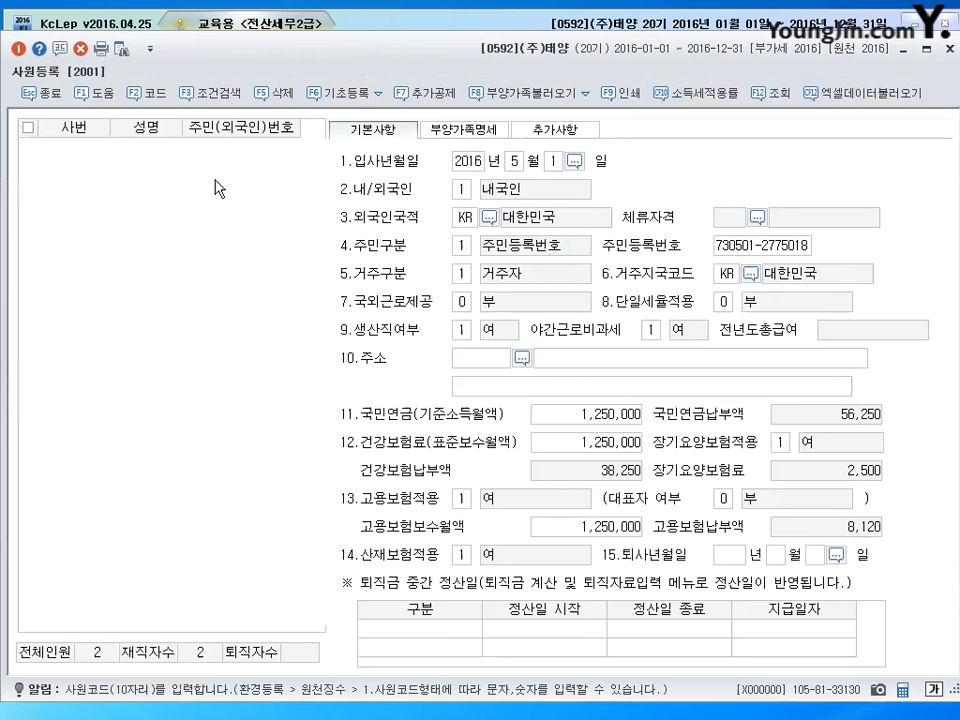 KcLep v2016.04.25 교육용 <전산세무2급> [0592](주)태양 20기 2016년 01월 01일 ~ 2016년 12월 31일
YoungJin.com Y.
[0592](주)태양 (20기) 2016-01-01 ~ 2016-12-31 [부가세 2016] [원천 2016]
사원등록 [2001]
Esc 종료 F1 도움 F2 코드 F3 조건검색 F5 삭제 F6 기초등록 F7 추가공제 F8 부양가족불러오기 F9 인쇄 CF10 소득세적용률 F12 조회 CF12 엑셀데이터불러오기
사번 성명 주민(외국인)번호
기본사항 부양가족명세 추가사항
1.입사년월일 2016 년 5 월 1 일
2.내/외국인 1 내국인
3.외국인국적 KR 대한민국 체류자격
4.주민구분 1 주민등록번호 주민등록번호 730501-2775018
5.거주구분 1 거주자 6.거주지국코드 KR 대한민국
7.국외근로제공 0 부 8.단일세율적용 0 부
9.생산직여부 1 여 야간근로비과세 1 여 전년도총급여
10.주소
11.국민연금(기준소득월액) 1,250,000 국민연금납부액 56,250
12.건강보험료(표준보수월액) 1,250,000 장기요양보험적용 1 여
건강보험납부액 38,250 장기요양보험료 2,500
13.고용보험적용 1 여 (대표자 여부 0 부 )
고용보험보수월액 1,250,000 고용보험납부액 8,120
14.산재보험적용 1 여 15.퇴사년월일 년 월 일
※ 퇴직금 중간 정산일(퇴직금 계산 및 퇴직자료입력 메뉴로 정산일이 반영됩니다.)
구분 정산일 시작 정산일 종료 지급일자
전체인원 2 재직자수 2 퇴직자수
알림 : 사원코드(10자리)를 입력합니다.(환경등록 > 원천징수 > 1.사원코드형태에 따라 문자,숫자를 입력할 수 있습니다.) [X000000] 105-81-33130 가